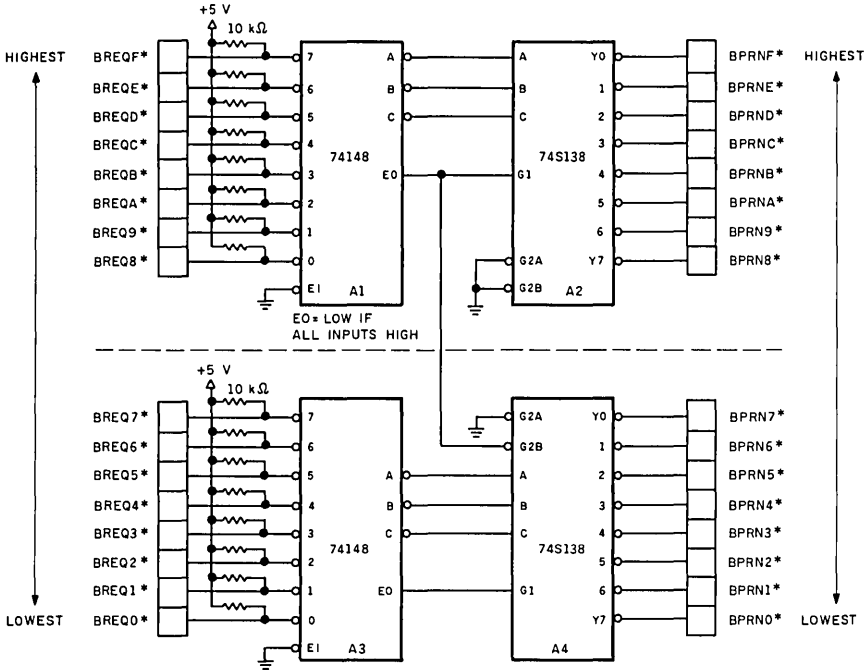 +5 V
10 kΩ
HIGHEST
BREQF*
7
A
A
Y0
BPRNF*
HIGHEST
BREQE*
6
B
B
1
BPRNE*
BREQD*
5
C
C
2
BPRND*
BREQC*
4
3
BPRNC*
74148
74S138
BREQB*
3
EO
G1
4
BPRNB*
BREQA*
2
5
BPRNA*
BREQ9*
1
6
BPRN9*
BREQ8*
0
G2A
Y7
BPRN8*
EI
A1
G2B
A2
EO= LOW IF
ALL INPUTS HIGH
+5 V
10 kΩ
BREQ7*
7
G2A
Y0
BPRN7*
BREQ6*
6
G2B
1
BPRN6*
BREQ5*
5
A
A
2
BPRN5*
BREQ4*
4
B
B
3
BPRN4*
BREQ3*
3
C
C
4
BPRN3*
74148
74S138
BREQ2*
2
5
BPRN2*
BREQ1*
1
EO
G1
6
BPRN1*
LOWEST
BREQ0*
0
Y7
BPRN0*
LOWEST
EI
A3
A4